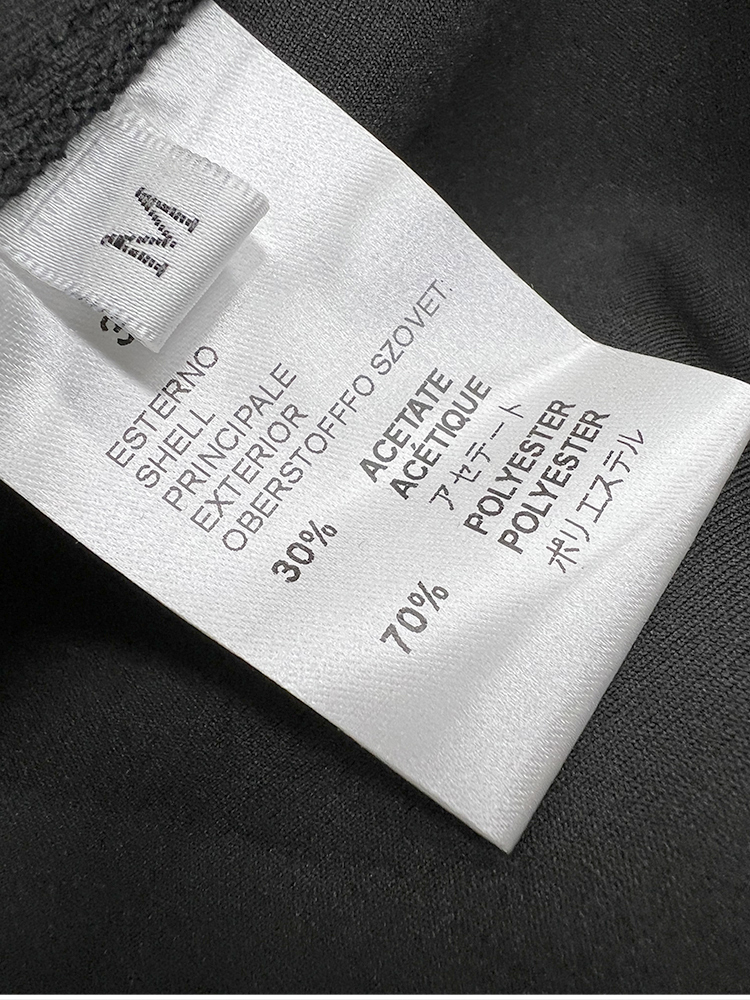 M
3
ESTERNO
SHELL
PRINCIPALE
EXTERIOR
OBERSTOFFFO SZOVET:
30%
ACETATE
ACÉTIQUE
アセテート
70%
POLYESTER
POLYESTER
ポリエステル